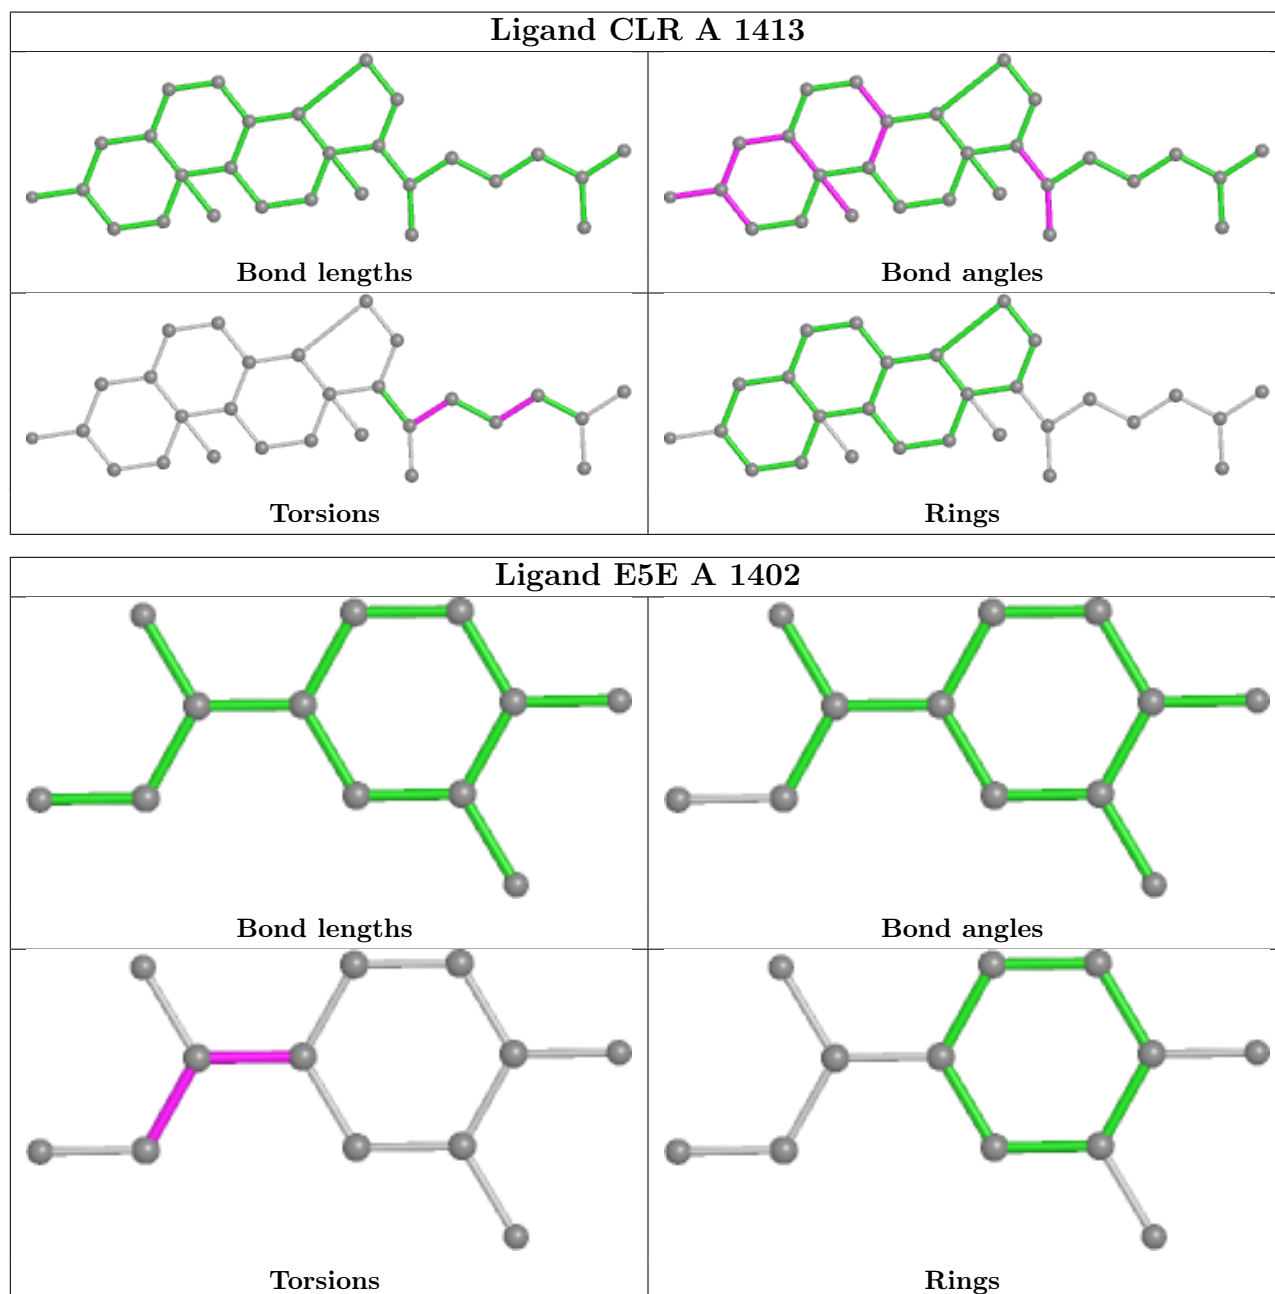 Ligand CLR A 1413
Bond lengths
Bond angles
Torsions
Rings
Ligand E5E A 1402
Bond lengths
Bond angles
Torsions
Rings